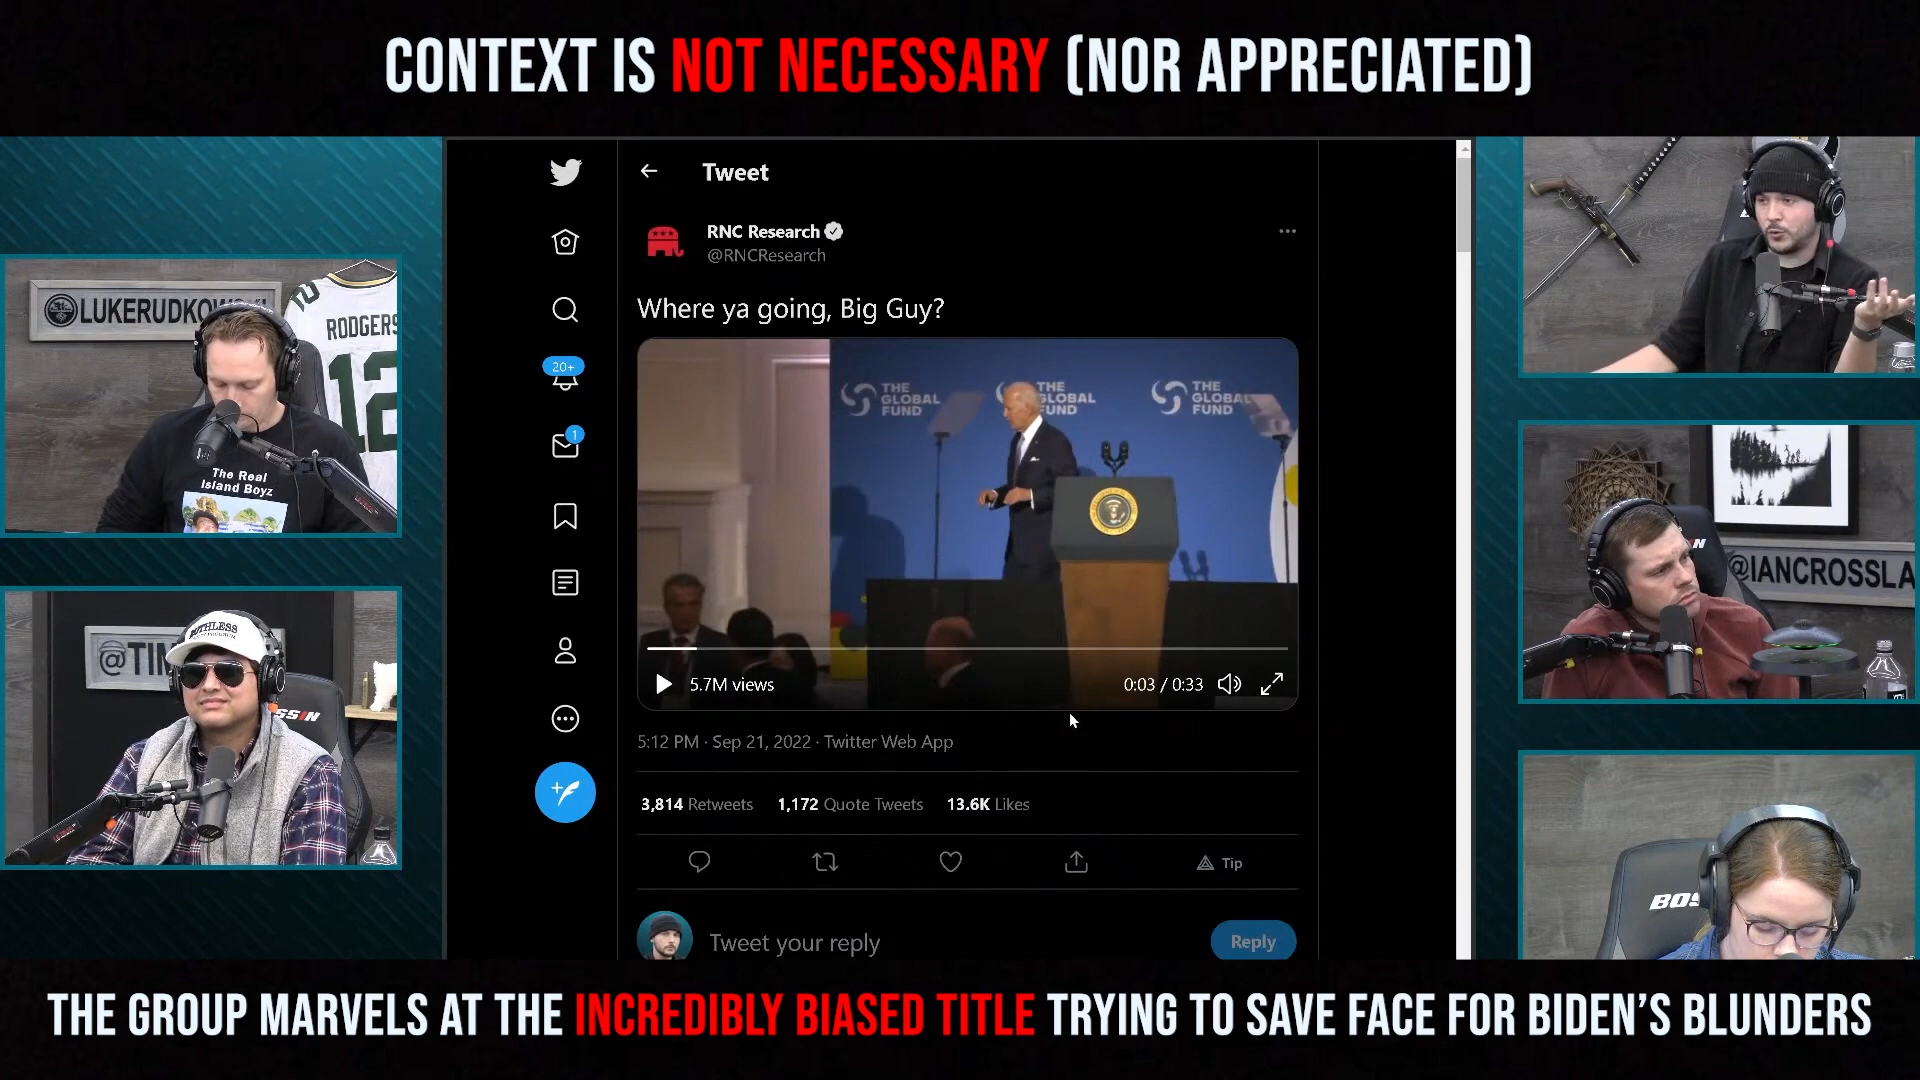 CONTEXT IS NOT NECESSARY (NOR APPRECIATED)
Tweet
RNC Research
@RNCResearch
Where ya going, Big Guy?
THE GLOBAL FUND
THE GLOBAL FUND
THE GLOBAL FUND
5.7M views
0:03 / 0:33
5:12 PM · Sep 21, 2022 · Twitter Web App
3,814 Retweets 1,172 Quote Tweets 13.6K Likes
Tip
Tweet your reply
Reply
20+
1
RODGERS
12
The Real
Island Boyz
RUTHLESS
@IANCROSSLA
THE GROUP MARVELS AT THE INCREDIBLY BIASED TITLE TRYING TO SAVE FACE FOR BIDEN'S BLUNDERS